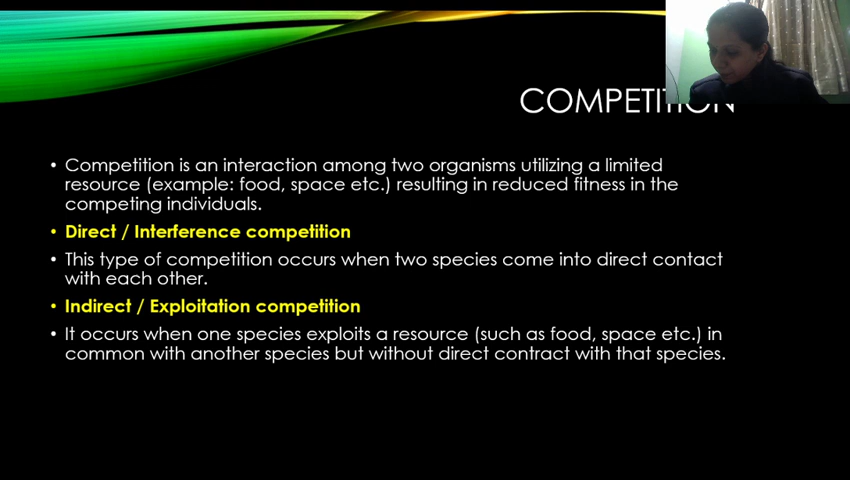 COMPETITION
• Competition is an interaction among two organisms utilizing a limited
resource (example: food, space etc.) resulting in reduced fitness in the
competing individuals.
• Direct / Interference competition
• This type of competition occurs when two species come into direct contact
with each other.
• Indirect / Exploitation competition
• It occurs when one species exploits a resource (such as food, space etc.) in
common with another species but without direct contract with that species.